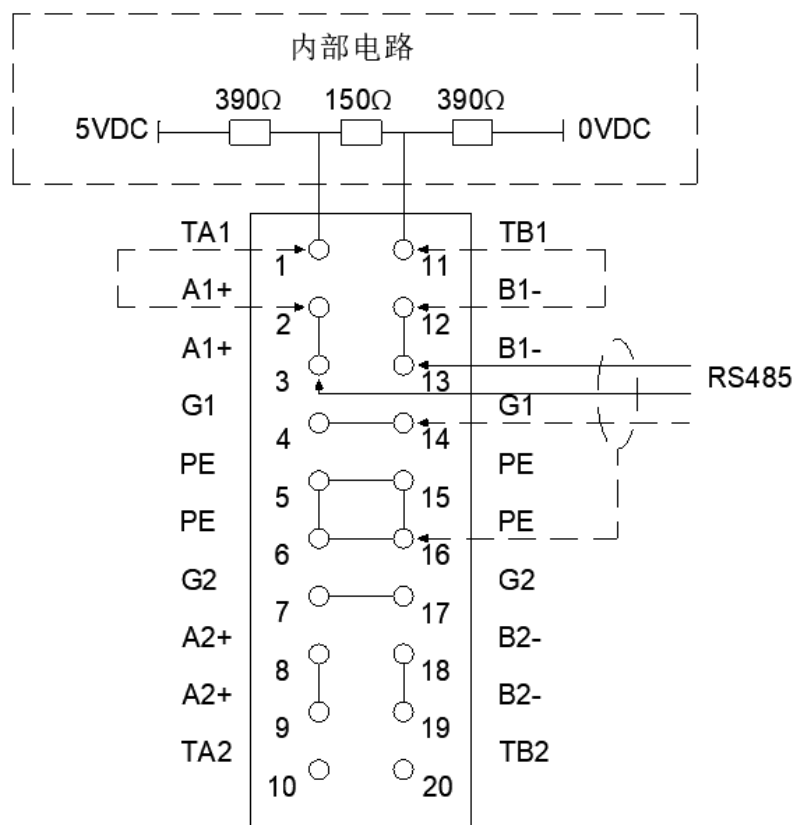 内部电路
390Ω 150Ω 390Ω
5VDC 0VDC
TA1 1 11 TB1
A1+ 2 12 B1-
A1+ 3 13 B1- RS485
G1 4 14 G1
PE 5 15 PE
PE 6 16 PE
G2 7 17 G2
A2+ 8 18 B2-
A2+ 9 19 B2-
TA2 10 20 TB2